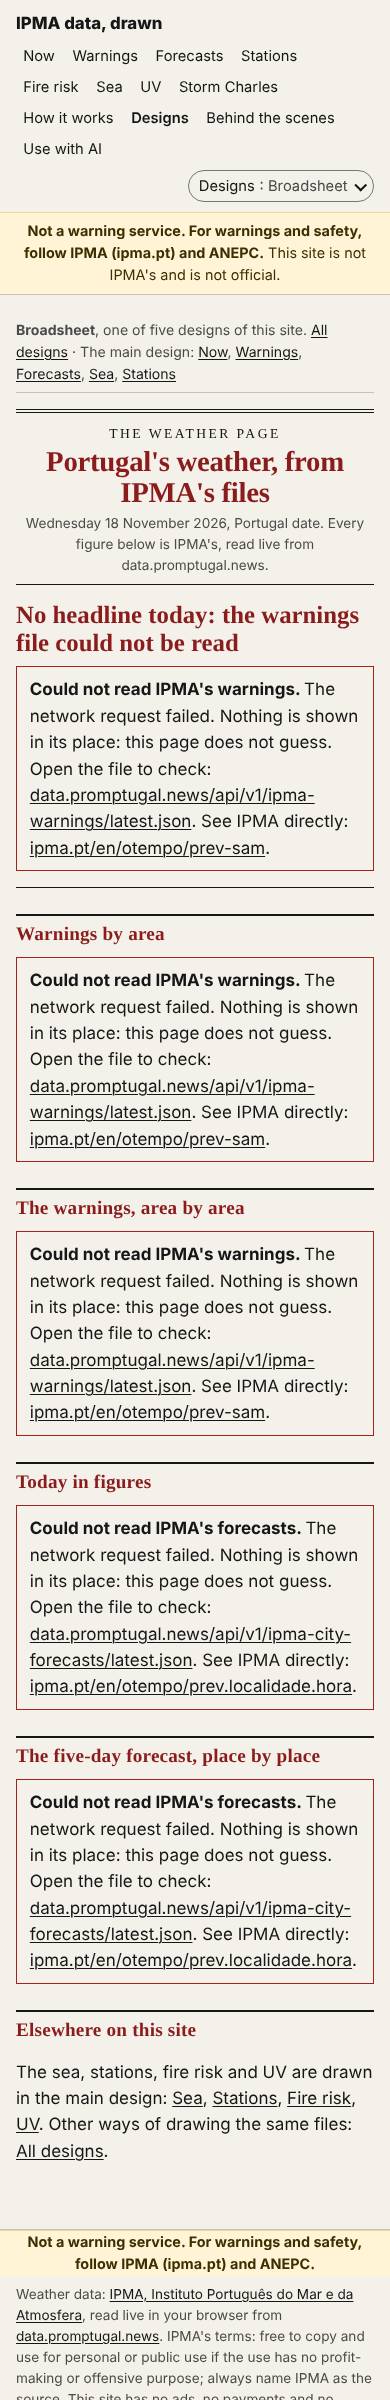 IPMA data, drawn
Now Warnings Forecasts Stations
Fire risk Sea UV Storm Charles
How it works Designs Behind the scenes
Use with AI
Designs : Broadsheet
Not a warning service. For warnings and safety,
follow IPMA (ipma.pt) and ANEPC. This site is not
IPMA's and is not official.
Broadsheet, one of five designs of this site. All
designs · The main design: Now, Warnings,
Forecasts, Sea, Stations
THE WEATHER PAGE
Portugal's weather, from
IPMA's files
Wednesday 18 November 2026, Portugal date. Every
figure below is IPMA's, read live from
data.promptugal.news.
No headline today: the warnings
file could not be read
Could not read IPMA's warnings. The
network request failed. Nothing is shown
in its place: this page does not guess.
Open the file to check:
data.promptugal.news/api/v1/ipma-
warnings/latest.json. See IPMA directly:
ipma.pt/en/otempo/prev-sam.
Warnings by area
Could not read IPMA's warnings. The
network request failed. Nothing is shown
in its place: this page does not guess.
Open the file to check:
data.promptugal.news/api/v1/ipma-
warnings/latest.json. See IPMA directly:
ipma.pt/en/otempo/prev-sam.
The warnings, area by area
Could not read IPMA's warnings. The
network request failed. Nothing is shown
in its place: this page does not guess.
Open the file to check:
data.promptugal.news/api/v1/ipma-
warnings/latest.json. See IPMA directly:
ipma.pt/en/otempo/prev-sam.
Today in figures
Could not read IPMA's forecasts. The
network request failed. Nothing is shown
in its place: this page does not guess.
Open the file to check:
data.promptugal.news/api/v1/ipma-city-
forecasts/latest.json. See IPMA directly:
ipma.pt/en/otempo/prev.localidade.hora.
The five-day forecast, place by place
Could not read IPMA's forecasts. The
network request failed. Nothing is shown
in its place: this page does not guess.
Open the file to check:
data.promptugal.news/api/v1/ipma-city-
forecasts/latest.json. See IPMA directly:
ipma.pt/en/otempo/prev.localidade.hora.
Elsewhere on this site
The sea, stations, fire risk and UV are drawn
in the main design: Sea, Stations, Fire risk,
UV. Other ways of drawing the same files:
All designs.
Not a warning service. For warnings and safety,
follow IPMA (ipma.pt) and ANEPC.
Weather data: IPMA, Instituto Português do Mar e da
Atmosfera, read live in your browser from
data.promptugal.news. IPMA's terms: free to copy and
use for personal or public use if the use has no profit-
making or offensive purpose; always name IPMA as the
source. This site has no ads, no payments and no